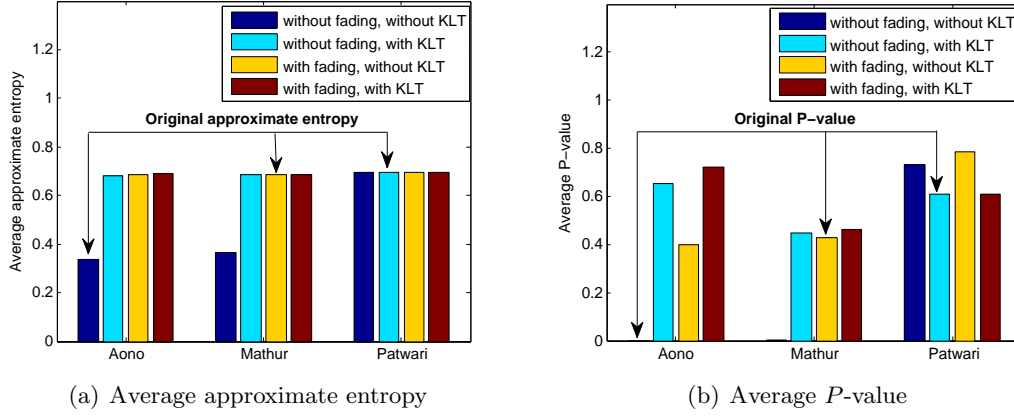 without fading, without KLT
without fading, with KLT
with fading, without KLT
with fading, with KLT
Original approximate entropy
Average approximate entropy
1.2
1
0.8
0.6
0.4
0.2
0
Aono
Mathur
Patwari
(a) Average approximate entropy
without fading, without KLT
without fading, with KLT
with fading, without KLT
with fading, with KLT
Original P−value
Average P−value
1.2
1
0.8
0.6
0.4
0.2
0
Aono
Mathur
Patwari
(b) Average P-value